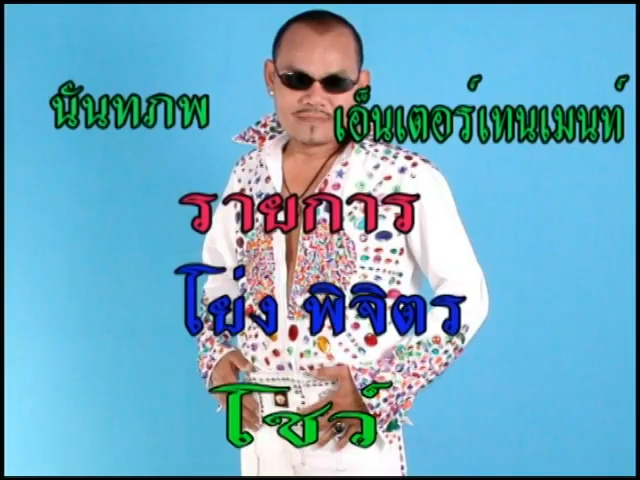 นันทภพ เอ็นเตอร์เทนเมนท์
รายการ
โย่ง พิจิตร
โชว์